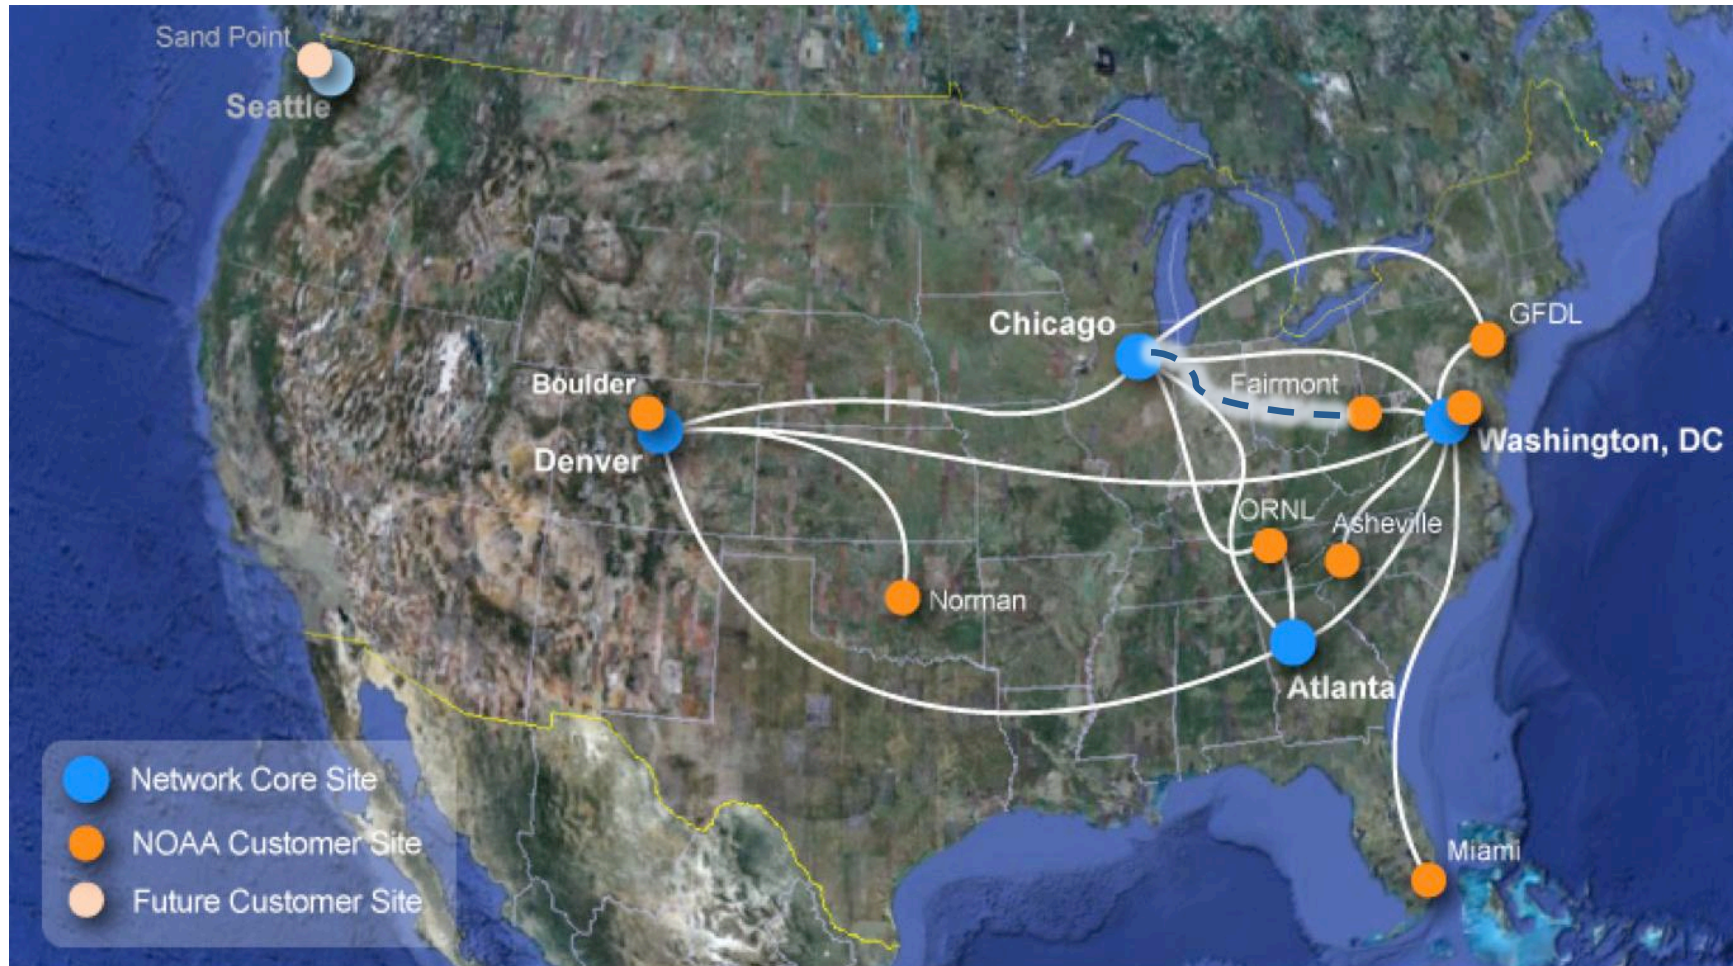 Sand Point
Seattle
Chicago
GFDL
Boulder
Fairmont
Denver
Washington, DC
ORNL
Asheville
Norman
Atlanta
Network Core Site
NOAA Customer Site
Future Customer Site
Miami